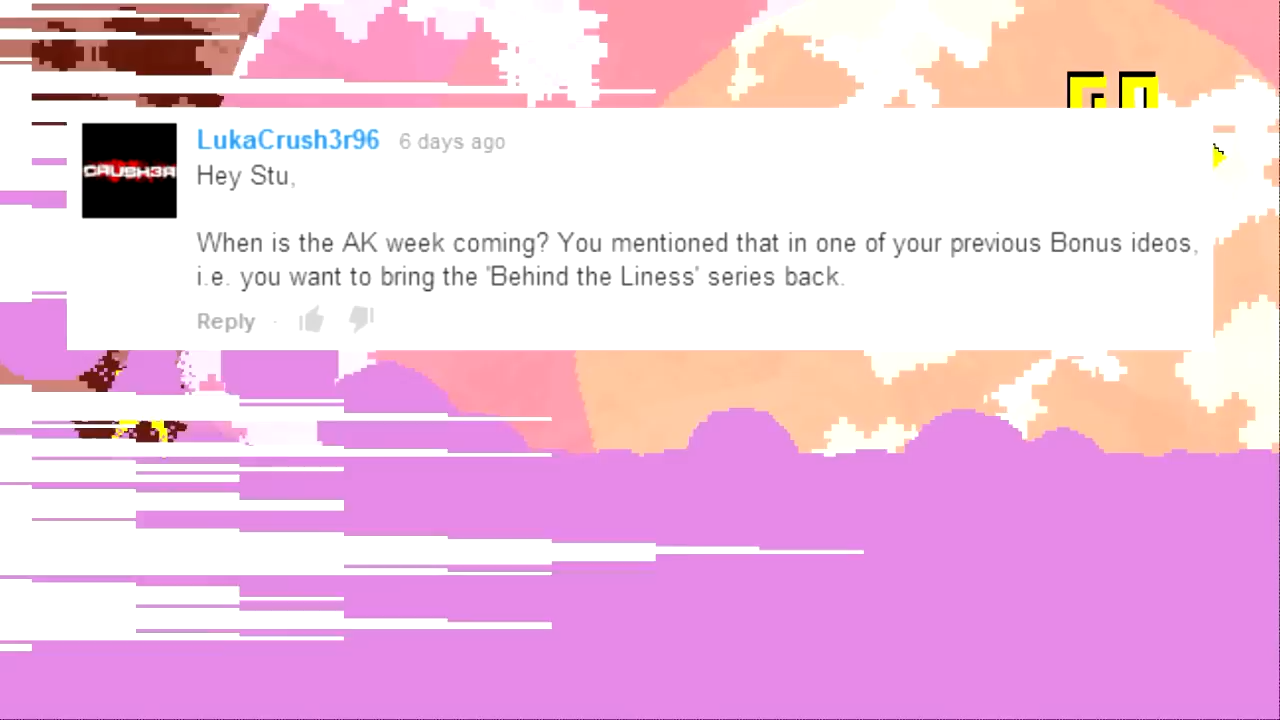 LukaCrush3r96 6 days ago
CRUSH3R
Hey Stu,
When is the AK week coming? You mentioned that in one of your previous Bonus ideos,
i.e. you want to bring the 'Behind the Liness' series back.
Reply ·